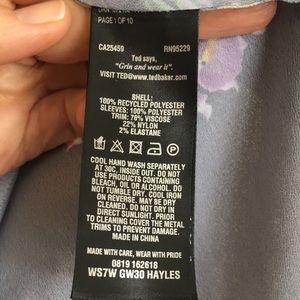 PAGE 1 OF 10
CA25459 RN95229
Ted says,
"Grin and wear it".
VISIT TED@WWW.TEDBAKER.COM
SHELL:
100% RECYCLED POLYESTER
SLEEVES: 100% POLYESTER
TRIM: 76% VISCOSE
22% NYLON
2% ELASTANE
COOL HAND WASH SEPARATELY
AT 30C, INSIDE OUT. DO NOT
USE PRODUCTS CONTAINING
BLEACH, OIL OR ALCOHOL. DO
NOT TUMBLE DRY. COOL IRON
ON REVERSE. MAY BE DRY
CLEANED. DO NOT DRY IN
DIRECT SUNLIGHT. PRIOR
TO CLEANING, COVER METAL
TRIMS TO PREVENT DAMAGE.
MADE IN CHINA
MADE WITH CARE, WEAR WITH PRIDE
0819 162618
WS7W GW30 HAYLES